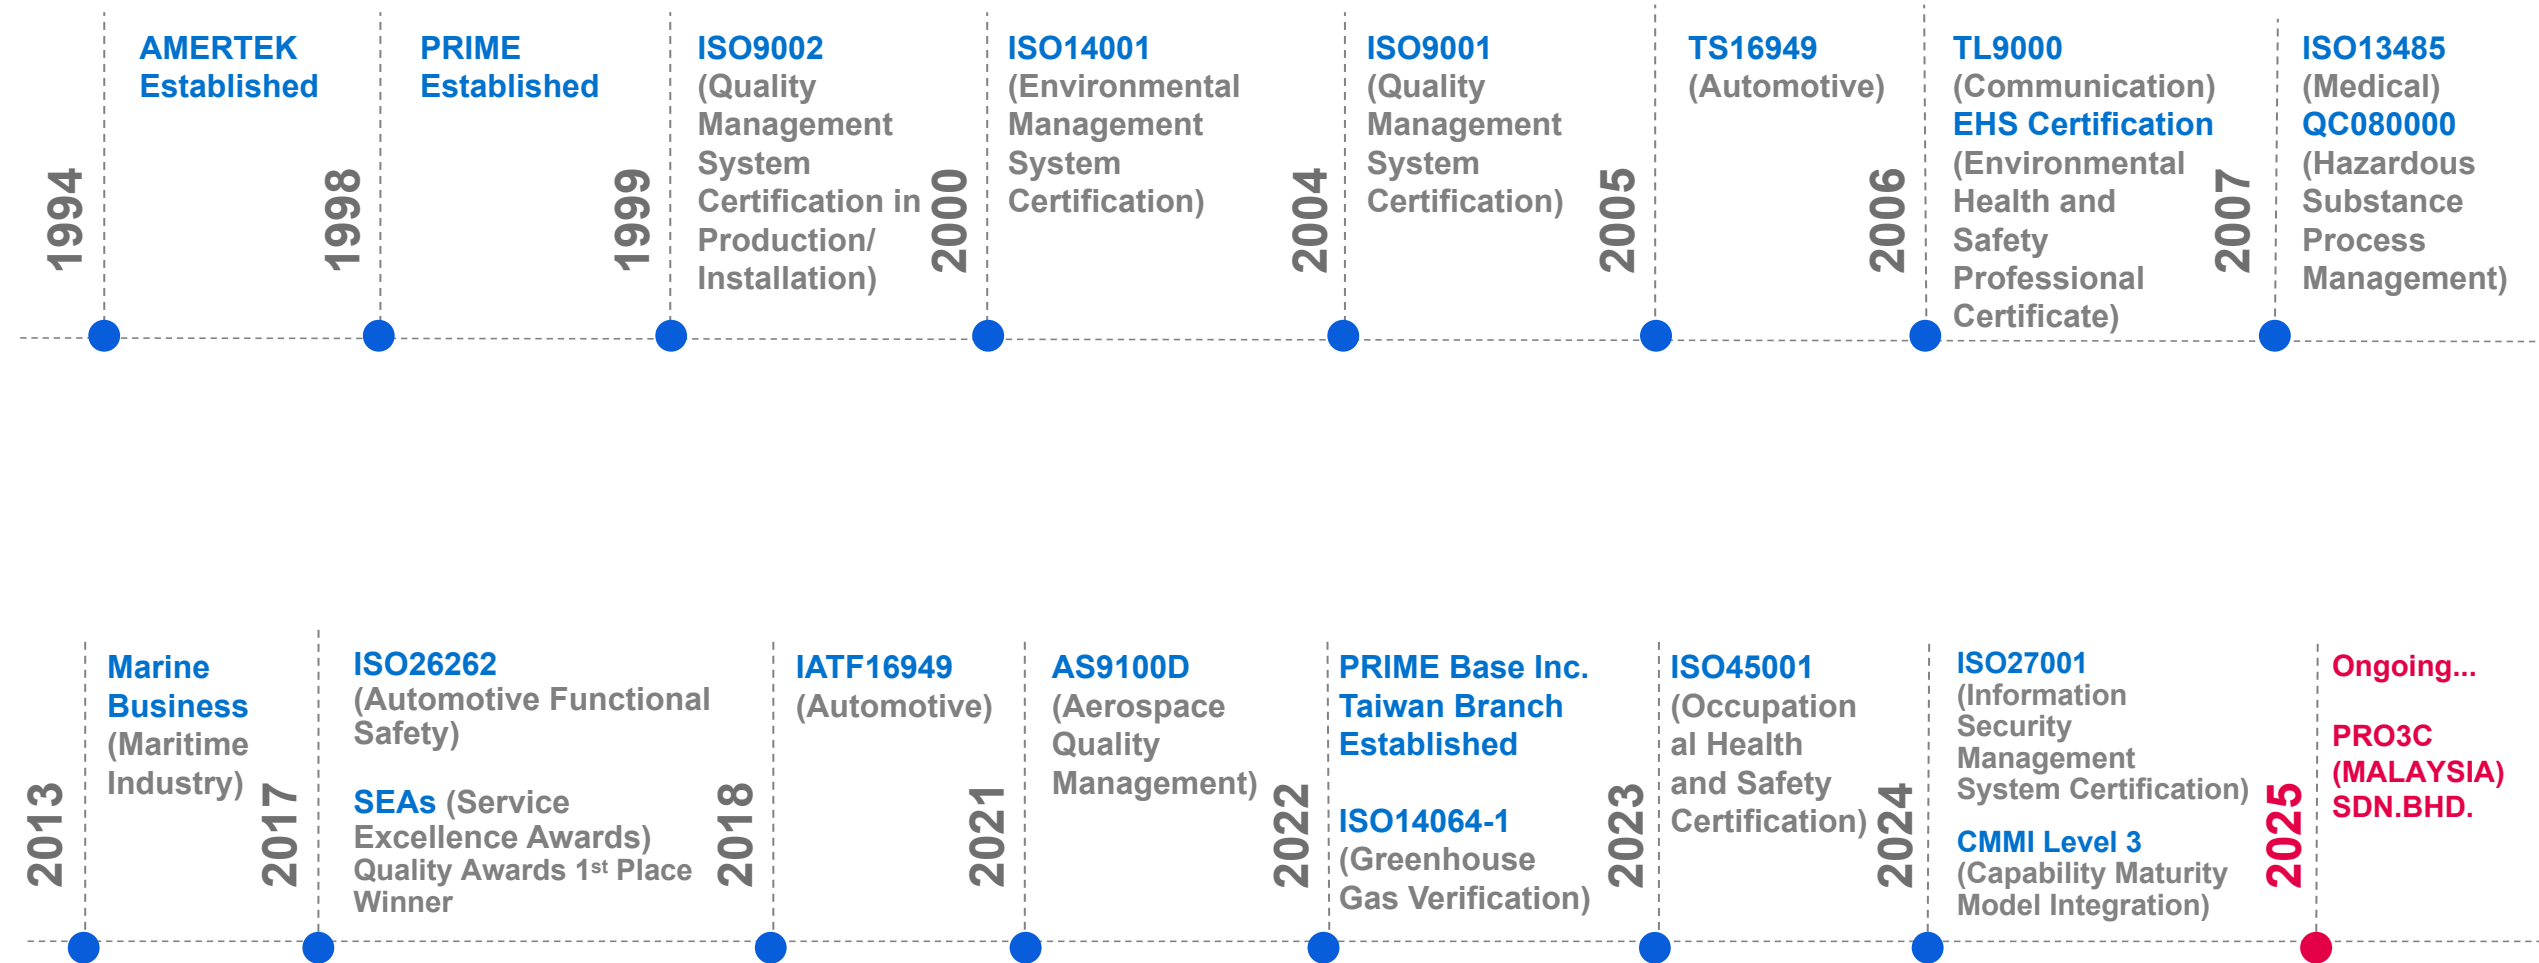 1994
AMERTEK
Established
1998
PRIME
Established
1999
ISO9002
(Quality
Management
System
Certification in
Production/
Installation)
2000
ISO14001
(Environmental
Management
System
Certification)
2004
ISO9001
(Quality
Management
System
Certification)
2005
TS16949
(Automotive)
2006
TL9000
(Communication)
EHS Certification
(Environmental
Health and
Safety
Professional
Certificate)
2007
ISO13485
(Medical)
QC080000
(Hazardous
Substance
Process
Management)
2013
Marine
Business
(Maritime
Industry)
2017
ISO26262
(Automotive Functional
Safety)
SEAs (Service
Excellence Awards)
Quality Awards 1st Place
Winner
2018
IATF16949
(Automotive)
2021
AS9100D
(Aerospace
Quality
Management)
2022
PRIME Base Inc.
Taiwan Branch
Established
ISO14064-1
(Greenhouse
Gas Verification)
2023
ISO45001
(Occupation
al Health
and Safety
Certification)
2024
ISO27001
(Information
Security
Management
System Certification)
CMMI Level 3
(Capability Maturity
Model Integration)
2025
Ongoing...
PRO3C
(MALAYSIA)
SDN.BHD.